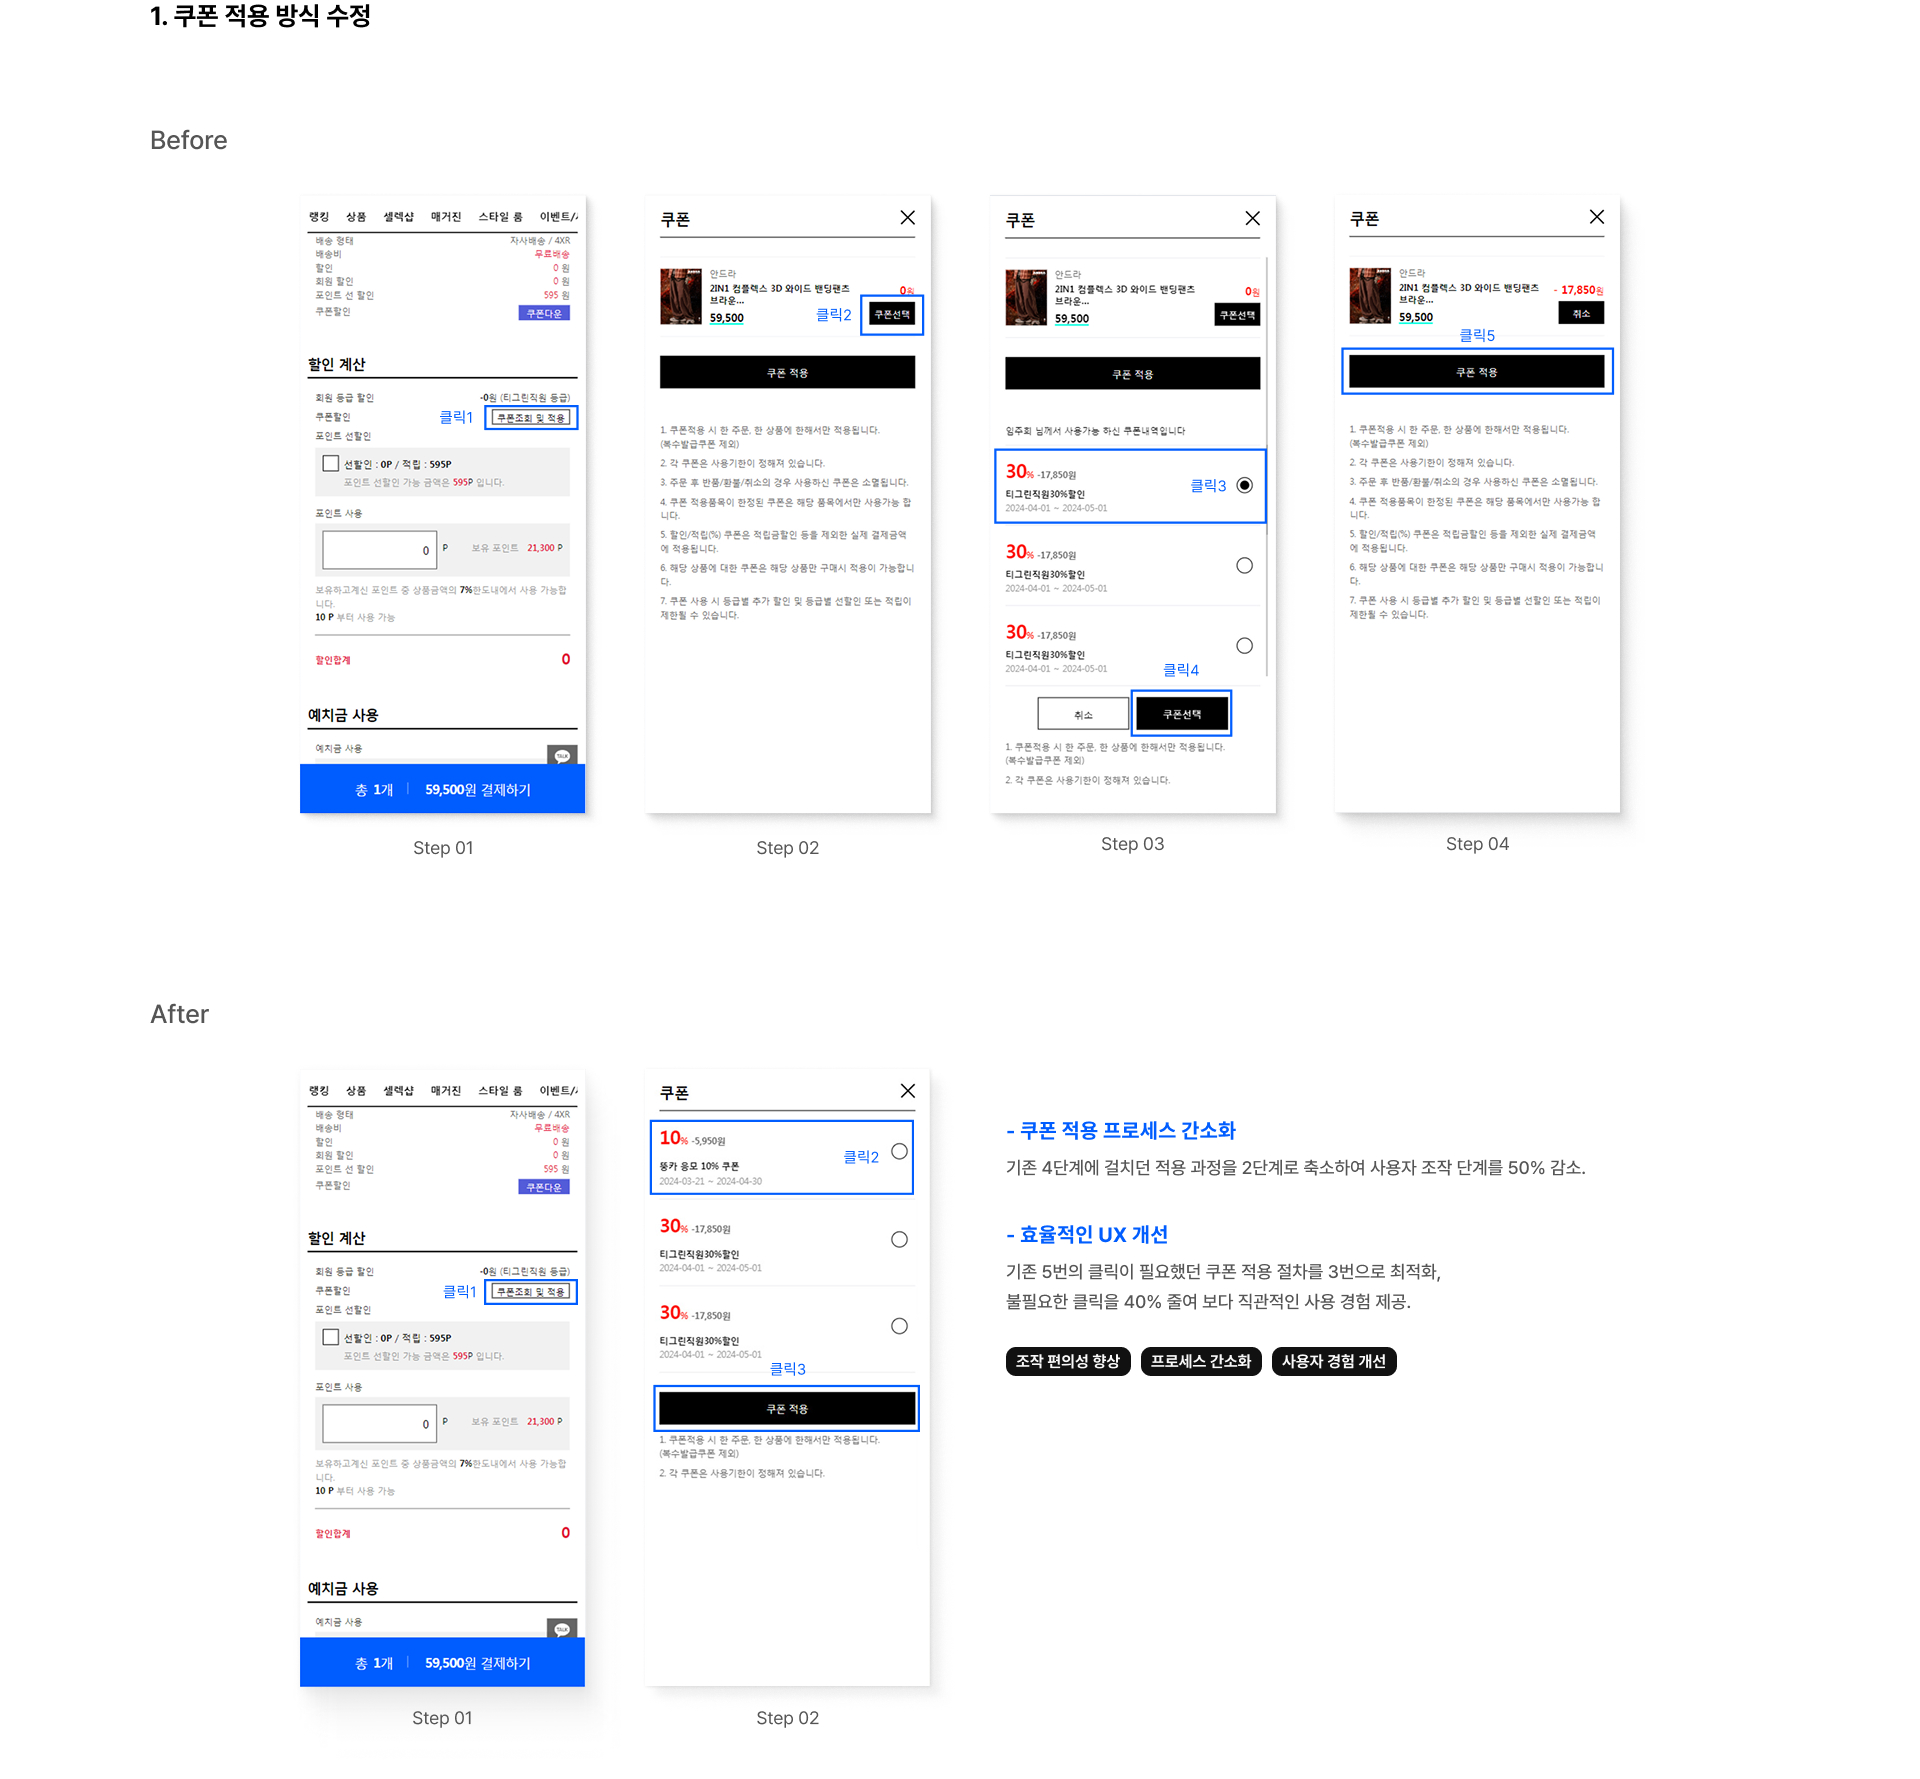 1. 쿠폰 적용 방식 수정
Before
랭킹 상품 셀렉샵 매거진 스타일 룸 이벤트/
배송 형태 자사배송 / 4XR
배송비 무료배송
할인 0 원
회원 할인 0 원
포인트 선 할인 595 원
쿠폰할인 쿠폰다운
할인 계산
회원 등급 할인 -0원 (티그린직원 등급)
쿠폰할인 클릭1 쿠폰조회 및 적용
포인트 선할인
선할인 : 0P / 적립 : 595P
포인트 선할인 가능 금액은 595P 입니다.
포인트 사용
0 P 보유 포인트 21,300 P
보유하고계신 포인트 중 상품금액의 7%한도내에서 사용 가능합
니다.
10 P 부터 사용 가능
할인합계 0
예치금 사용
예치금 사용
TALK
총 1개 59,500원 결제하기
Step 01
쿠폰
안드라
2IN1 컴플렉스 3D 와이드 밴딩팬츠
브라운...
0원
59,500 클릭2 쿠폰선택
쿠폰 적용
1. 쿠폰적용 시 한 주문, 한 상품에 한해서만 적용됩니다.
(복수발급쿠폰 제외)
2. 각 쿠폰은 사용기한이 정해져 있습니다.
3. 주문 후 반품/환불/취소의 경우 사용하신 쿠폰은 소멸됩니다.
4. 쿠폰 적용품목이 한정된 쿠폰은 해당 품목에서만 사용가능 합
니다.
5. 할인/적립(%) 쿠폰은 적립금할인 등을 제외한 실제 결제금액
에 적용됩니다.
6. 해당 상품에 대한 쿠폰은 해당 상품만 구매시 적용이 가능합니
다.
7. 쿠폰 사용 시 등급별 추가 할인 및 등급별 선할인 또는 적립이
제한될 수 있습니다.
Step 02
쿠폰
안드라
2IN1 컴플렉스 3D 와이드 밴딩팬츠
브라운...
0원
59,500 쿠폰선택
쿠폰 적용
임주희 님께서 사용가능 하신 쿠폰내역입니다
30% -17,850원
클릭3
티그린직원30%할인
2024-04-01 ~ 2024-05-01
30% -17,850원
티그린직원30%할인
2024-04-01 ~ 2024-05-01
30% -17,850원
티그린직원30%할인
2024-04-01 ~ 2024-05-01
클릭4
취소 쿠폰선택
1. 쿠폰적용 시 한 주문, 한 상품에 한해서만 적용됩니다.
(복수발급쿠폰 제외)
2. 각 쿠폰은 사용기한이 정해져 있습니다.
Step 03
쿠폰
안드라
2IN1 컴플렉스 3D 와이드 밴딩팬츠
브라운...
- 17,850원
59,500 취소
클릭5
쿠폰 적용
1. 쿠폰적용 시 한 주문, 한 상품에 한해서만 적용됩니다.
(복수발급쿠폰 제외)
2. 각 쿠폰은 사용기한이 정해져 있습니다.
3. 주문 후 반품/환불/취소의 경우 사용하신 쿠폰은 소멸됩니다.
4. 쿠폰 적용품목이 한정된 쿠폰은 해당 품목에서만 사용가능 합
니다.
5. 할인/적립(%) 쿠폰은 적립금할인 등을 제외한 실제 결제금액
에 적용됩니다.
6. 해당 상품에 대한 쿠폰은 해당 상품만 구매시 적용이 가능합니
다.
7. 쿠폰 사용 시 등급별 추가 할인 및 등급별 선할인 또는 적립이
제한될 수 있습니다.
Step 04
After
랭킹 상품 셀렉샵 매거진 스타일 룸 이벤트/
배송 형태 자사배송 / 4XR
배송비 무료배송
할인 0 원
회원 할인 0 원
포인트 선 할인 595 원
쿠폰할인 쿠폰다운
할인 계산
회원 등급 할인 -0원 (티그린직원 등급)
쿠폰할인 클릭1 쿠폰조회 및 적용
포인트 선할인
선할인 : 0P / 적립 : 595P
포인트 선할인 가능 금액은 595P 입니다.
포인트 사용
0 P 보유 포인트 21,300 P
보유하고계신 포인트 중 상품금액의 7%한도내에서 사용 가능합
니다.
10 P 부터 사용 가능
할인합계 0
예치금 사용
예치금 사용
TALK
총 1개 59,500원 결제하기
Step 01
쿠폰
10% -5,950원
클릭2
뚱카 응모 10% 쿠폰
2024-03-21 ~ 2024-04-30
30% -17,850원
티그린직원30%할인
2024-04-01 ~ 2024-05-01
30% -17,850원
티그린직원30%할인
2024-04-01 ~ 2024-05-01
클릭3
쿠폰 적용
1. 쿠폰적용 시 한 주문, 한 상품에 한해서만 적용됩니다.
(복수발급쿠폰 제외)
2. 각 쿠폰은 사용기한이 정해져 있습니다.
Step 02
- 쿠폰 적용 프로세스 간소화
기존 4단계에 걸치던 적용 과정을 2단계로 축소하여 사용자 조작 단계를 50% 감소.
- 효율적인 UX 개선
기존 5번의 클릭이 필요했던 쿠폰 적용 절차를 3번으로 최적화,
불필요한 클릭을 40% 줄여 보다 직관적인 사용 경험 제공.
조작 편의성 향상 프로세스 간소화 사용자 경험 개선